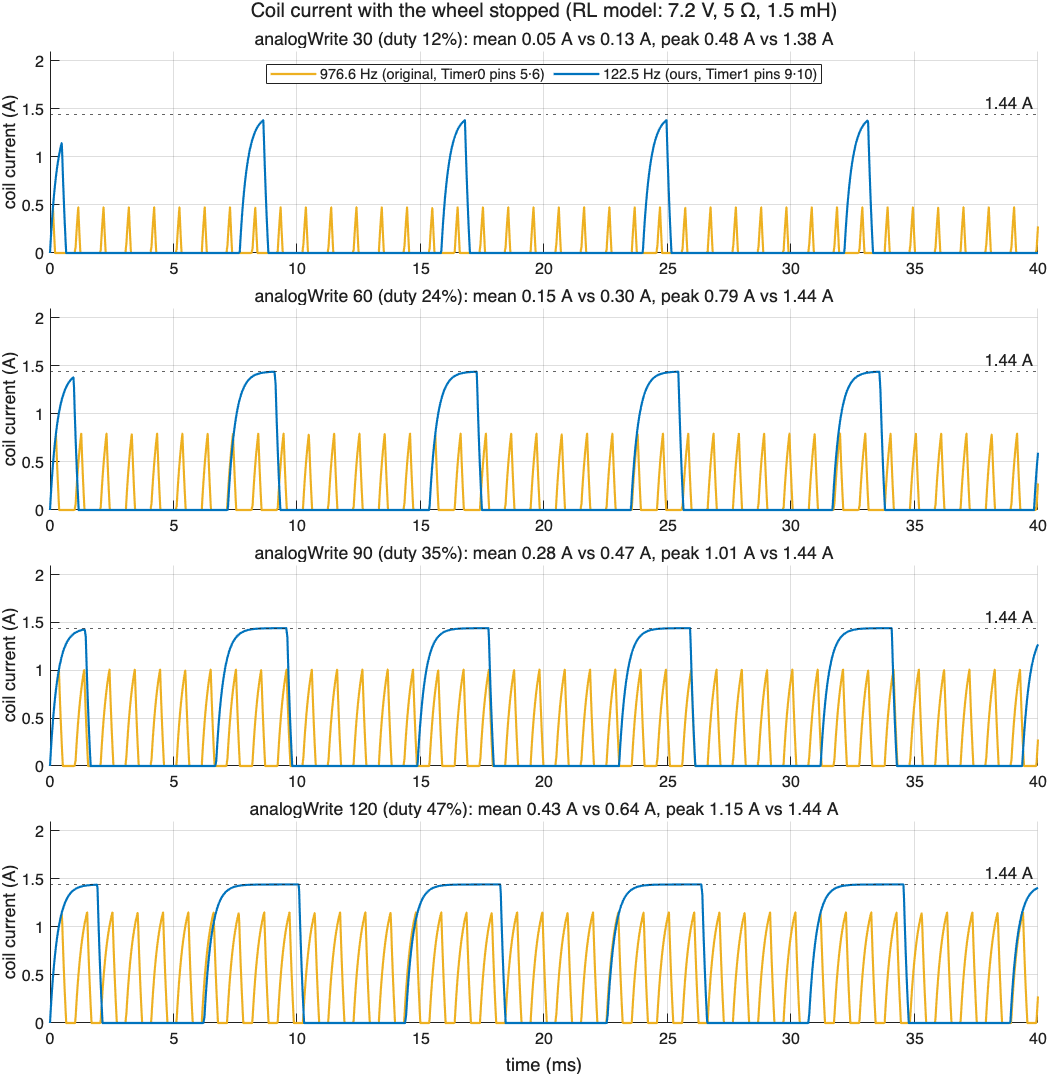 Coil current with the wheel stopped (RL model: 7.2 V, 5 Ω, 1.5 mH)
analogWrite 30 (duty 12%): mean 0.05 A vs 0.13 A, peak 0.48 A vs 1.38 A
976.6 Hz (original, Timer0 pins 5·6)
122.5 Hz (ours, Timer1 pins 9·10)
1.44 A
coil current (A)
2
1.5
1
0.5
0
0 5 10 15 20 25 30 35 40
analogWrite 60 (duty 24%): mean 0.15 A vs 0.30 A, peak 0.79 A vs 1.44 A
1.44 A
coil current (A)
2
1.5
1
0.5
0
0 5 10 15 20 25 30 35 40
analogWrite 90 (duty 35%): mean 0.28 A vs 0.47 A, peak 1.01 A vs 1.44 A
1.44 A
coil current (A)
2
1.5
1
0.5
0
0 5 10 15 20 25 30 35 40
analogWrite 120 (duty 47%): mean 0.43 A vs 0.64 A, peak 1.15 A vs 1.44 A
1.44 A
coil current (A)
2
1.5
1
0.5
0
0 5 10 15 20 25 30 35 40
time (ms)